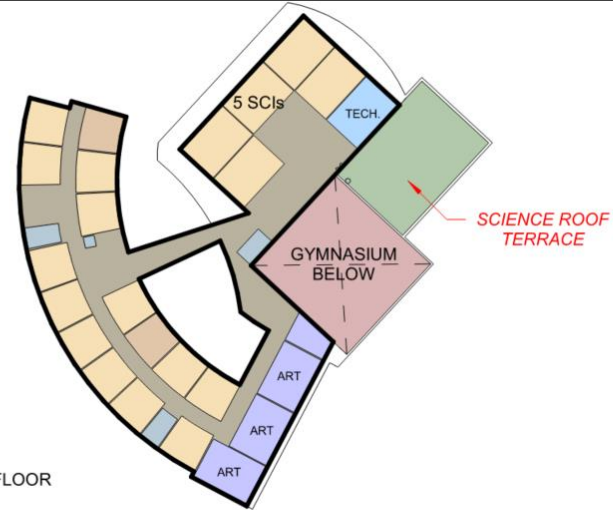 5 SCIs
TECH.
SCIENCE ROOF
TERRACE
GYMNASIUM
BELOW
ART
ART
ART
FLOOR